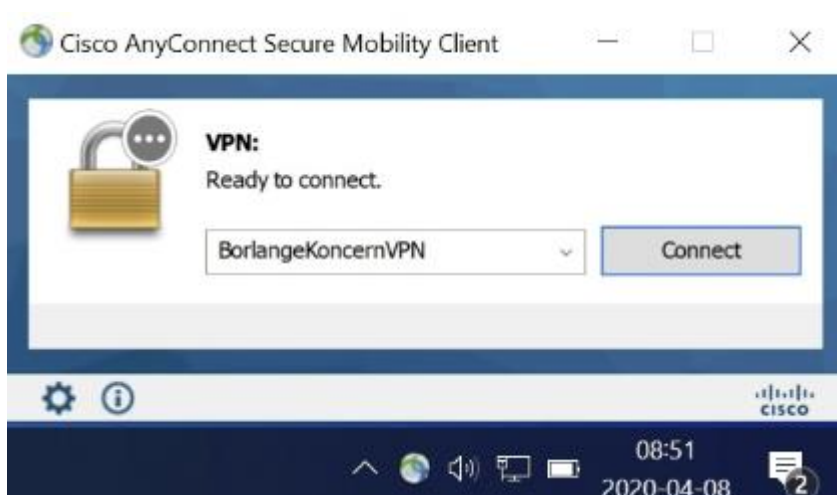 Cisco AnyConnect Secure Mobility Client
VPN:
Ready to connect.
BorlangeKoncernVPN
Connect
CISCO
08:51
2020-04-08
2